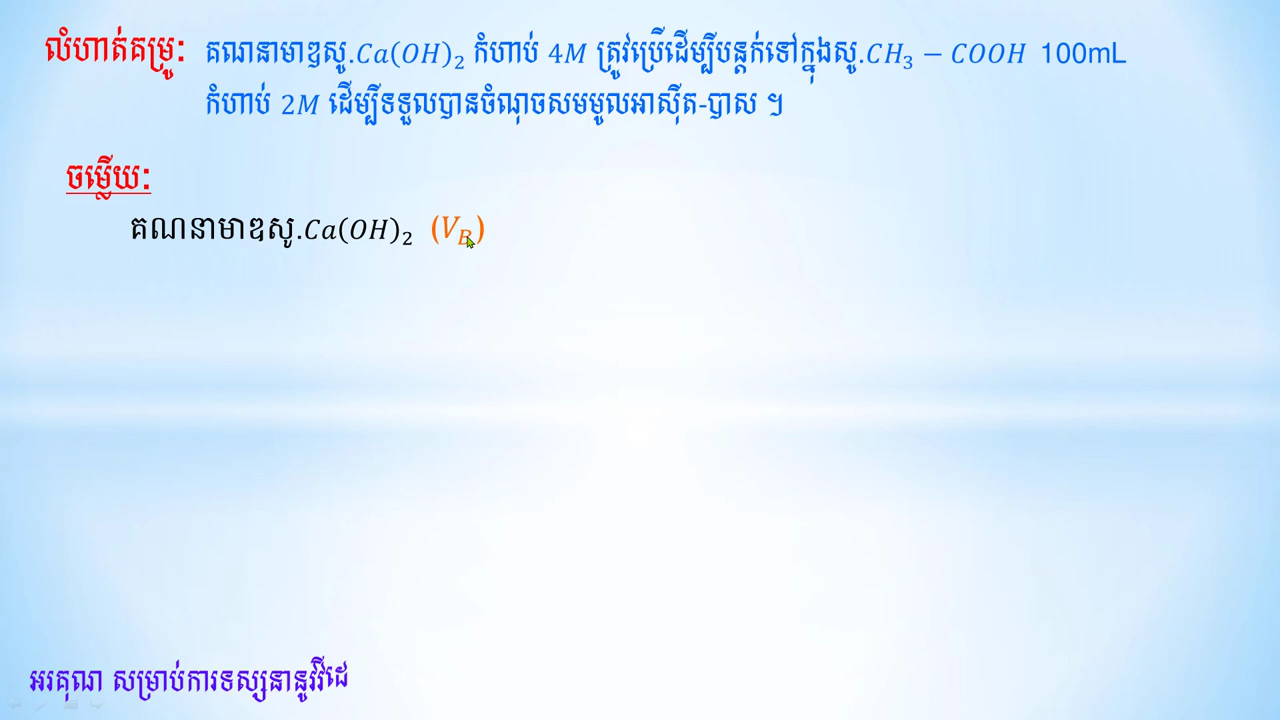 លំហាត់គម្រូៈ គណនាមាឌសូ.Ca(OH)₂ កំហាប់ 4M ត្រូវប្រើដើម្បីបន្តក់ទៅក្នុងសូ.CH₃ − COOH 100mL
កំហាប់ 2M ដើម្បីទទួលបានចំណុចសមមូលអាស៊ីត-បាស ។
ចម្លើយៈ
គណនាមាឌសូ.Ca(OH)₂ (V_B)
អរគុណ សម្រាប់ការទស្សនានូវវីដេ